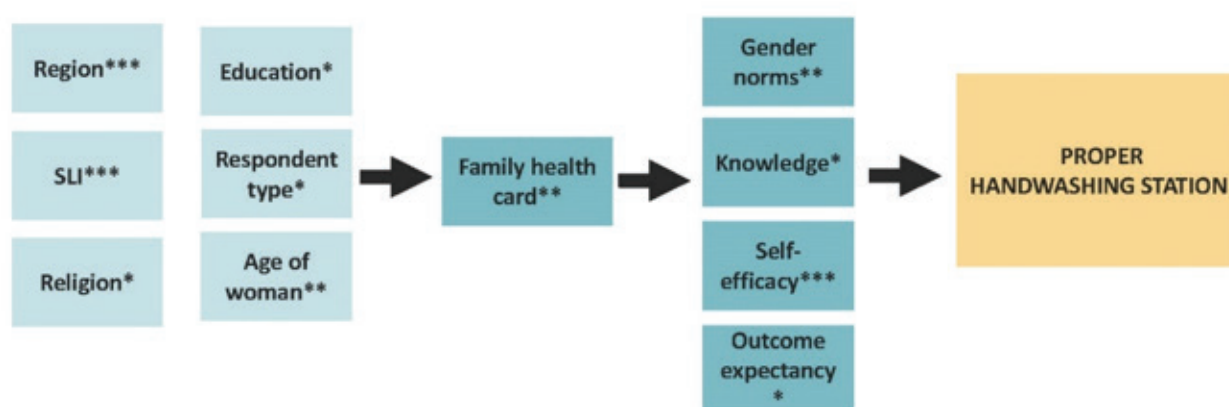 Region***
SLI***
Religion*
Education*
Respondent
type*
Age of
woman**
Family health
card**
Gender
norms**
Knowledge*
Self-
efficacy***
Outcome
expectancy
*
PROPER
HANDWASHING STATION